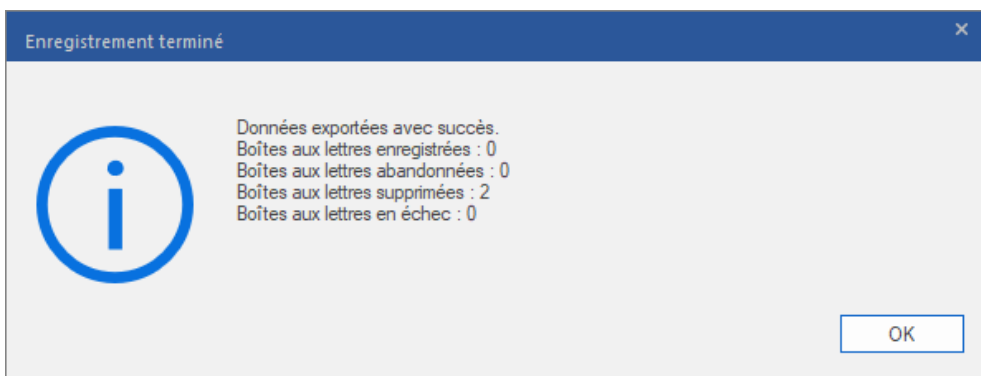 Enregistrement terminé
Données exportées avec succès.
Boîtes aux lettres enregistrées : 0
Boîtes aux lettres abandonnées : 0
Boîtes aux lettres supprimées : 2
Boîtes aux lettres en échec : 0
OK